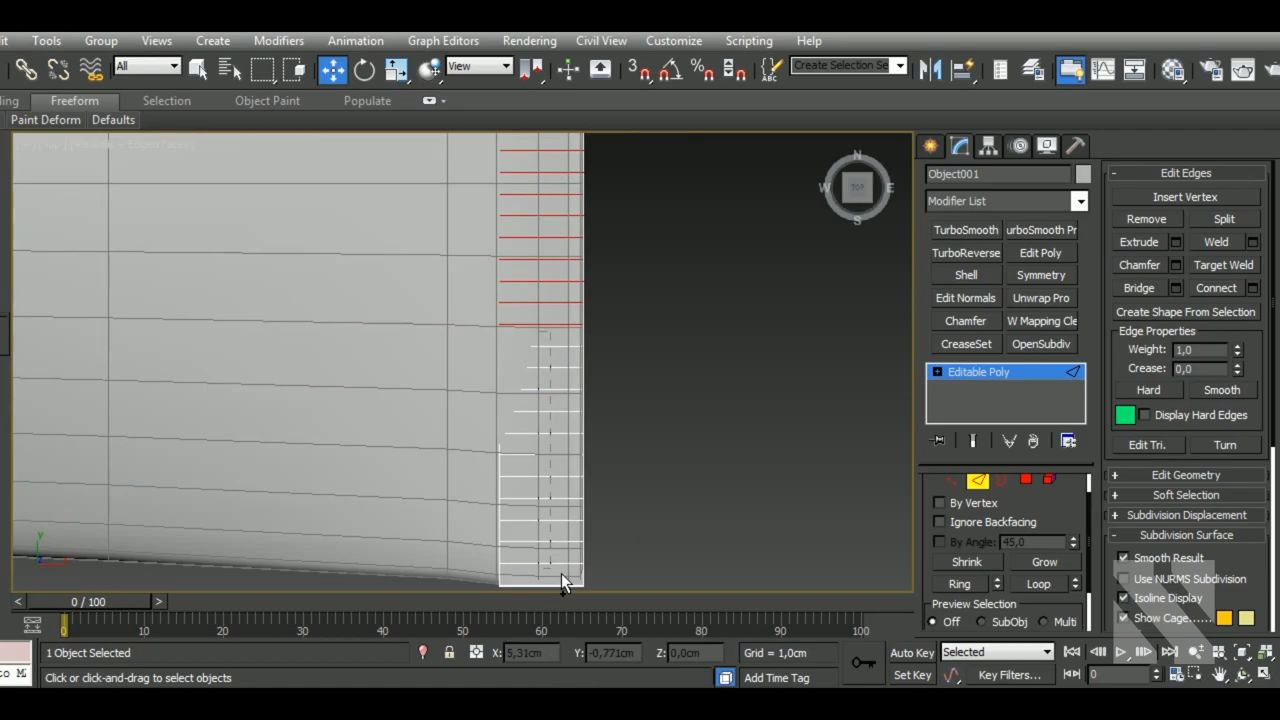 it Tools Group Views Create Modifiers Animation Graph Editors Rendering Civil View Customize Scripting Help
All View 3 ABC Create Selection Se
ling Freeform Selection Object Paint Populate
Paint Deform Defaults
N
W TOP E
S
Object001
Modifier List
TurboSmooth urboSmooth Pr
TurboReverse Edit Poly
Shell Symmetry
Edit Normals Unwrap Pro
Chamfer W Mapping Cle
CreaseSet OpenSubdiv
Editable Poly
By Vertex
Ignore Backfacing
By Angle: 45,0
Shrink Grow
Ring Loop
Preview Selection
Off SubObj Multi
- Edit Edges
Insert Vertex
Remove Split
Extrude Weld
Chamfer Target Weld
Bridge Connect
Create Shape From Selection
Edge Properties
Weight: 1,0
Crease: 0,0
Hard Smooth
Display Hard Edges
Edit Tri. Turn
+ Edit Geometry
+ Soft Selection
+ Subdivision Displacement
- Subdivision Surface
Smooth Result
Use NURMS Subdivision
Isoline Display
Show Cage......
y
< 0 / 100 >
0 10 20 30 40 50 60 70 80 90 100
1 Object Selected X: 5,31cm Y: -0,771cm Z: 0,0cm Grid = 1,0cm Auto Key Selected
to Mi Click or click-and-drag to select objects Add Time Tag Set Key Key Filters... 0